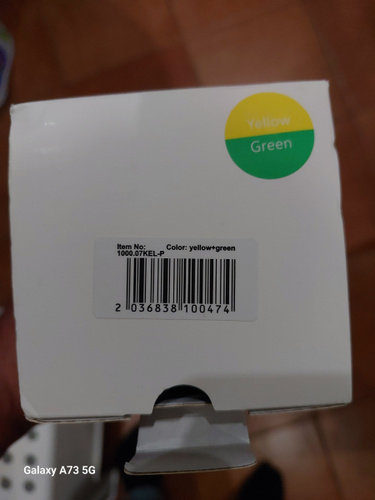 Yellow
Green
Item No: Color: yellow+green
1000.07KEL-P
2 036838 100474
Galaxy A73 5G